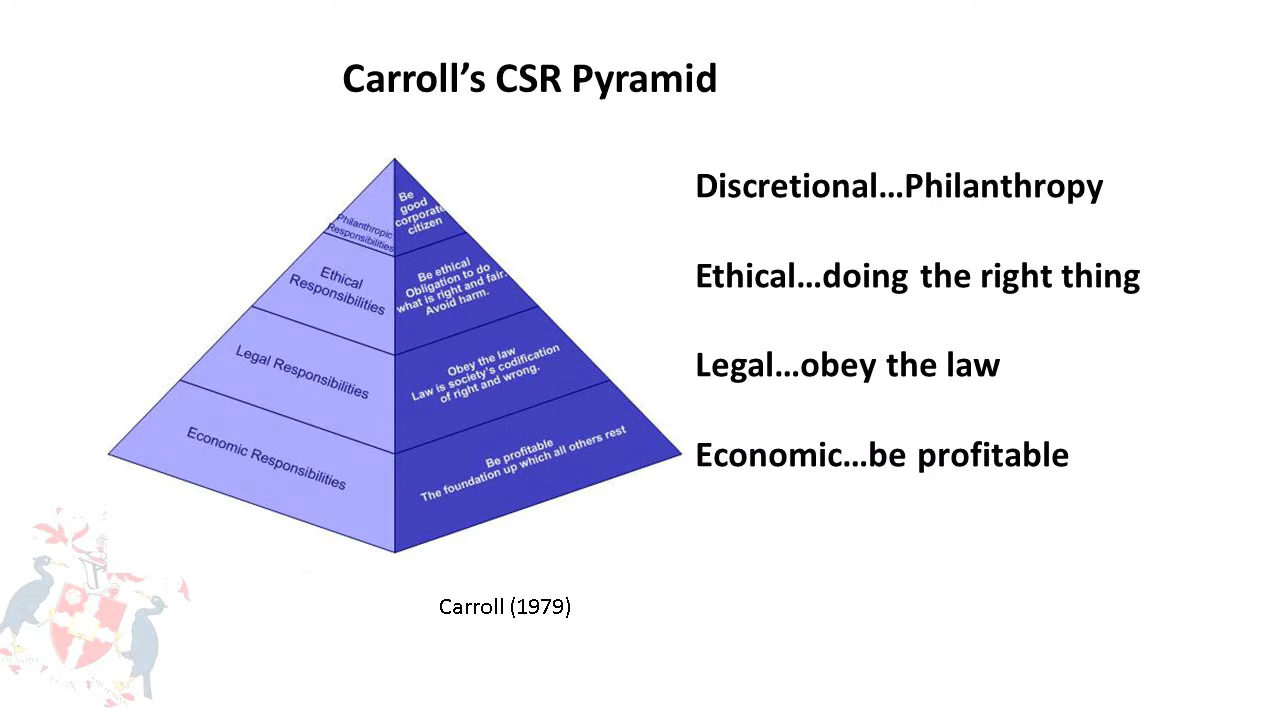 Carroll’s CSR Pyramid
Philanthropic
Responsibilities
Be
good
corporate
citizen
Ethical
Responsibilities
Be ethical
Obligation to do
what is right and fair.
Avoid harm.
Legal Responsibilities
Obey the law
Law is society's codification
of right and wrong.
Economic Responsibilities
Be profitable
The foundation up which all others rest
Discretional…Philanthropy
Ethical…doing the right thing
Legal…obey the law
Economic…be profitable
Carroll (1979)